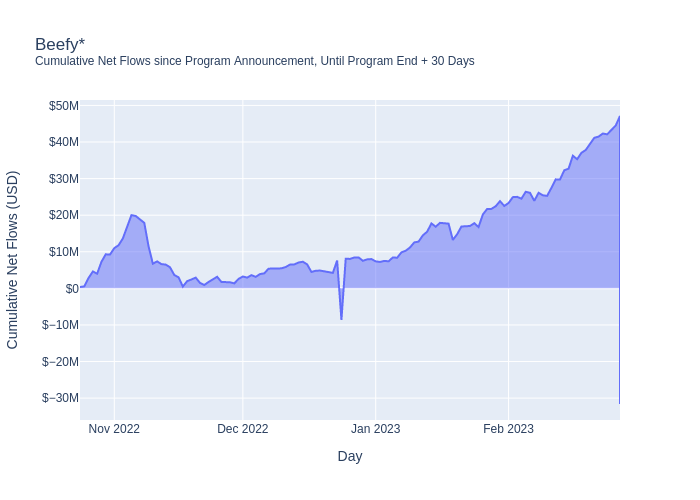 Beefy*
Cumulative Net Flows since Program Announcement, Until Program End + 30 Days
Cumulative Net Flows (USD)
$50M
$40M
$30M
$20M
$10M
$0
$−10M
$−20M
$−30M
Nov 2022
Dec 2022
Jan 2023
Feb 2023
Day